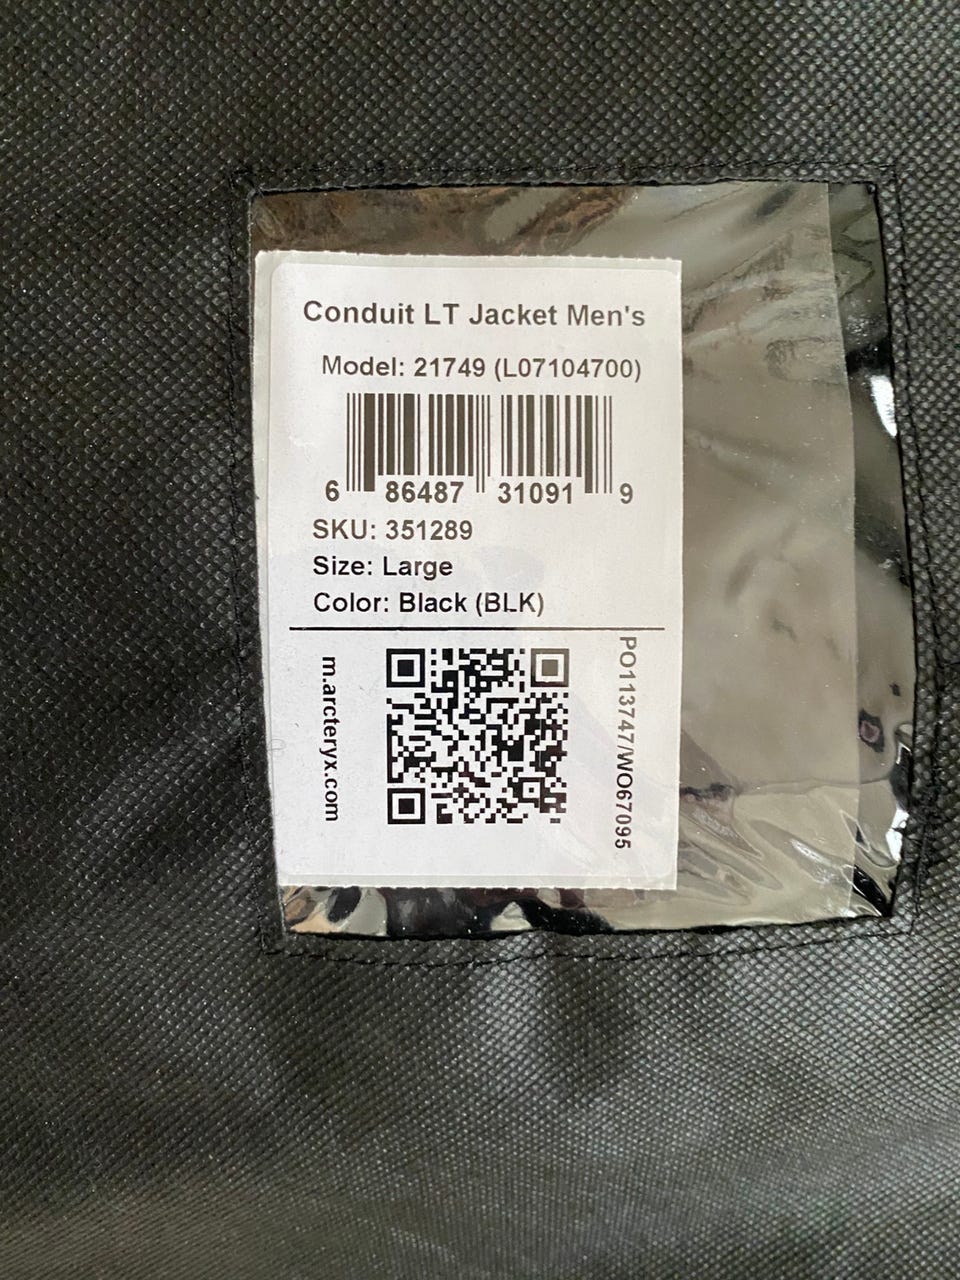 Conduit LT Jacket Men's
Model: 21749 (L07104700)
6 86487 31091 9
SKU: 351289
Size: Large
Color: Black (BLK)
m.arcteryx.com
PO113747/WO67095